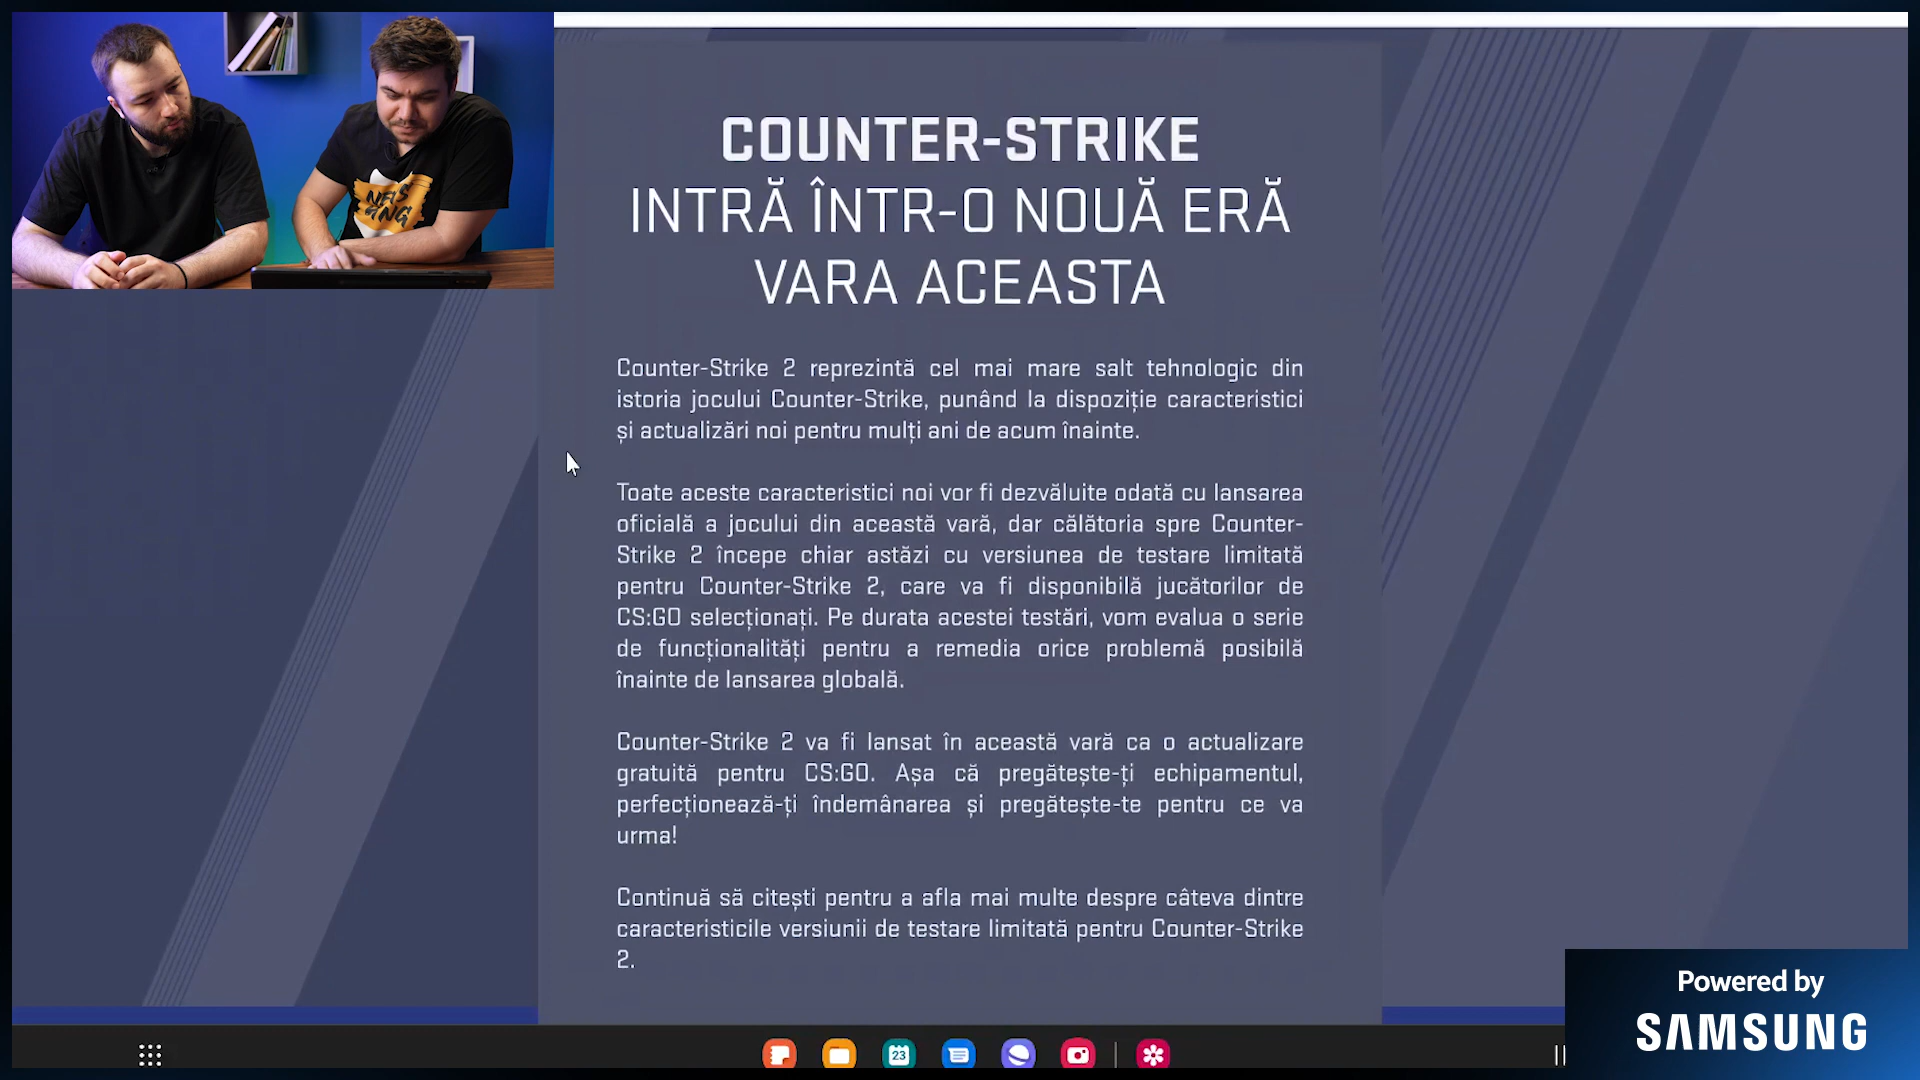 COUNTER-STRIKE
INTRĂ ÎNTR-O NOUĂ ERĂ
VARA ACEASTA
Counter-Strike 2 reprezintă cel mai mare salt tehnologic din
istoria jocului Counter-Strike, punând la dispoziție caracteristici
și actualizări noi pentru mulți ani de acum înainte.
Toate aceste caracteristici noi vor fi dezvăluite odată cu lansarea
oficială a jocului din această vară, dar călătoria spre Counter-
Strike 2 începe chiar astăzi cu versiunea de testare limitată
pentru Counter-Strike 2, care va fi disponibilă jucătorilor de
CS:GO selecționați. Pe durata acestei testări, vom evalua o serie
de funcționalități pentru a remedia orice problemă posibilă
înainte de lansarea globală.
Counter-Strike 2 va fi lansat în această vară ca o actualizare
gratuită pentru CS:GO. Așa că pregătește-ți echipamentul,
perfecționează-ți îndemânarea și pregătește-te pentru ce va
urma!
Continuă să citești pentru a afla mai multe despre câteva dintre
caracteristicile versiunii de testare limitată pentru Counter-Strike
2.
23
Powered by
SAMSUNG